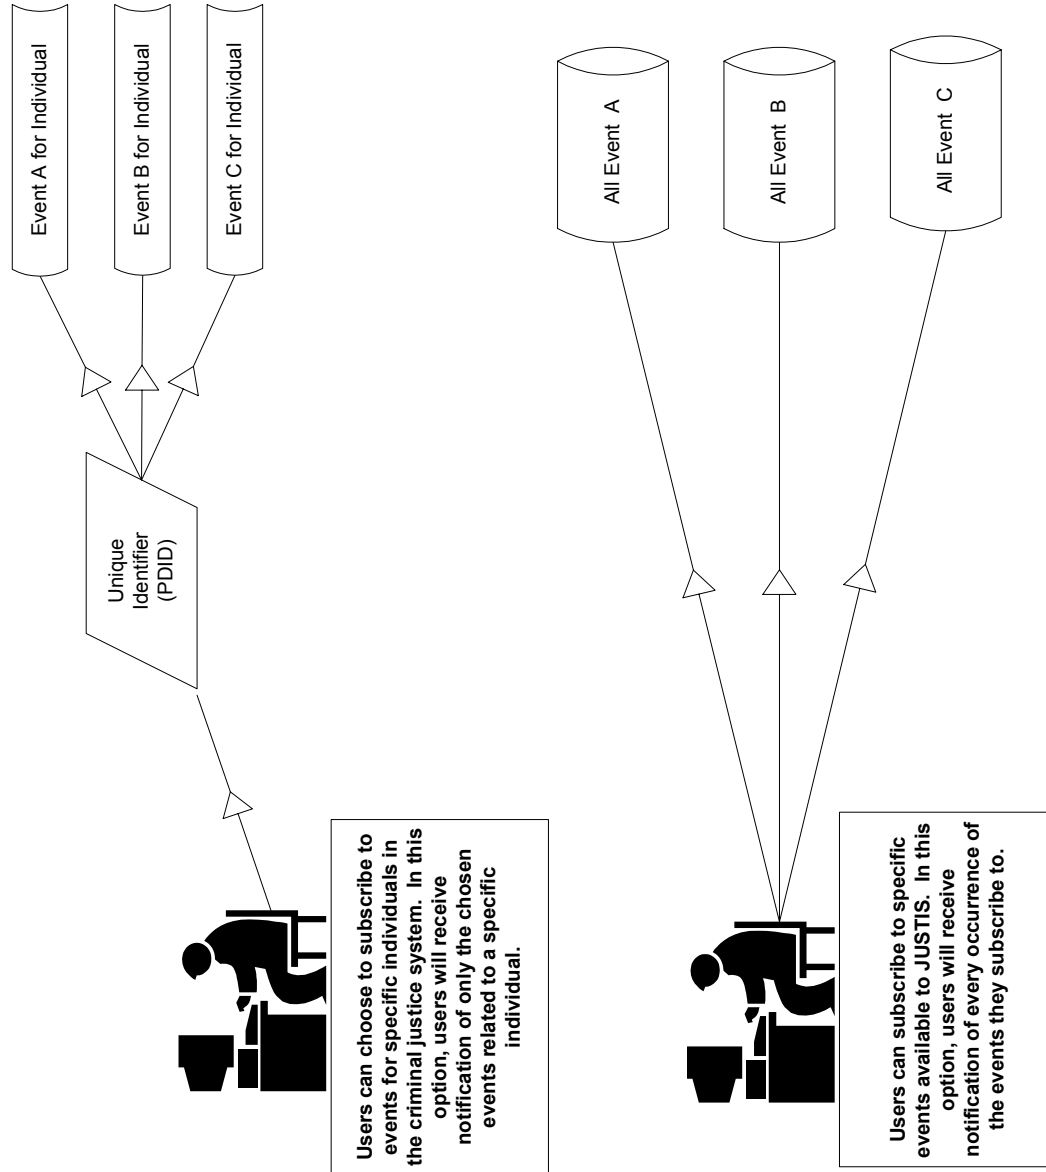 Event A for Individual
Event B for Individual
Event C for Individual
Unique
Identifier
(PDID)
Users can choose to subscribe to
events for specific individuals in
the criminal justice system. In this
option, users will receive
notification of only the chosen
events related to a specific
individual.
All Event A
All Event B
All Event C
Users can subscribe to specific
events available to JUSTIS. In this
option, users will receive
notification of every occurrence of
the events they subscribe to.